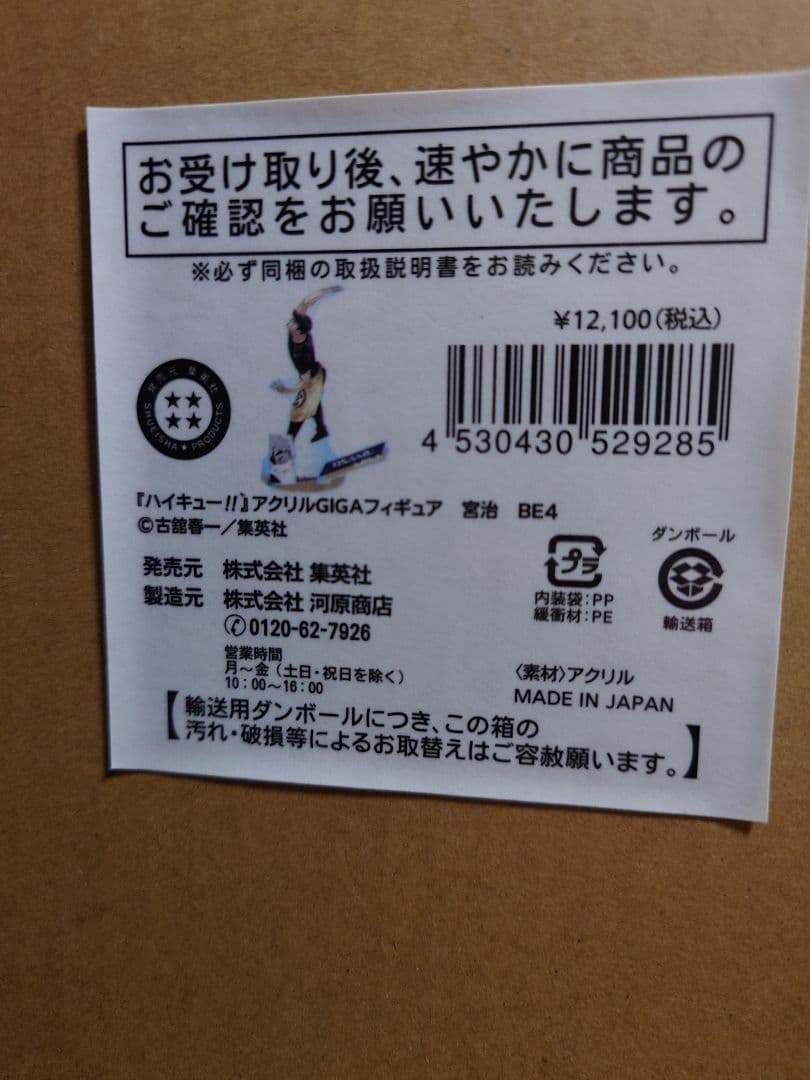 お受け取り後、速やかに商品の
ご確認をお願いいたします。
※必ず同梱の取扱説明書をお読みください。
¥12,100(税込)
発売元 集英社
SHUEISHA★PRODUCTS
4 530430 529285
『ハイキュー!!』アクリルGIGAフィギュア 宮治 BE4
©古舘春一／集英社
発売元 株式会社 集英社
製造元 株式会社 河原商店
0120-62-7926
営業時間
月～金（土日・祝日を除く）
10：00～16：00
プラ
内装袋：PP
緩衝材：PE
ダンボール
輸送箱
〈素材〉アクリル
MADE IN JAPAN
【輸送用ダンボールにつき、この箱の
汚れ・破損等によるお取替えはご容赦願います。】